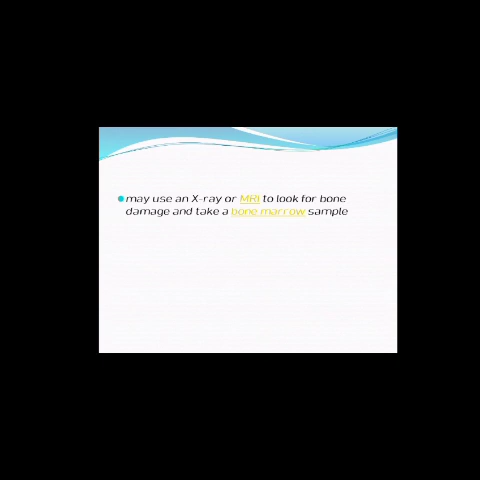 may use an X-ray or MRI to look for bone
damage and take a bone marrow sample